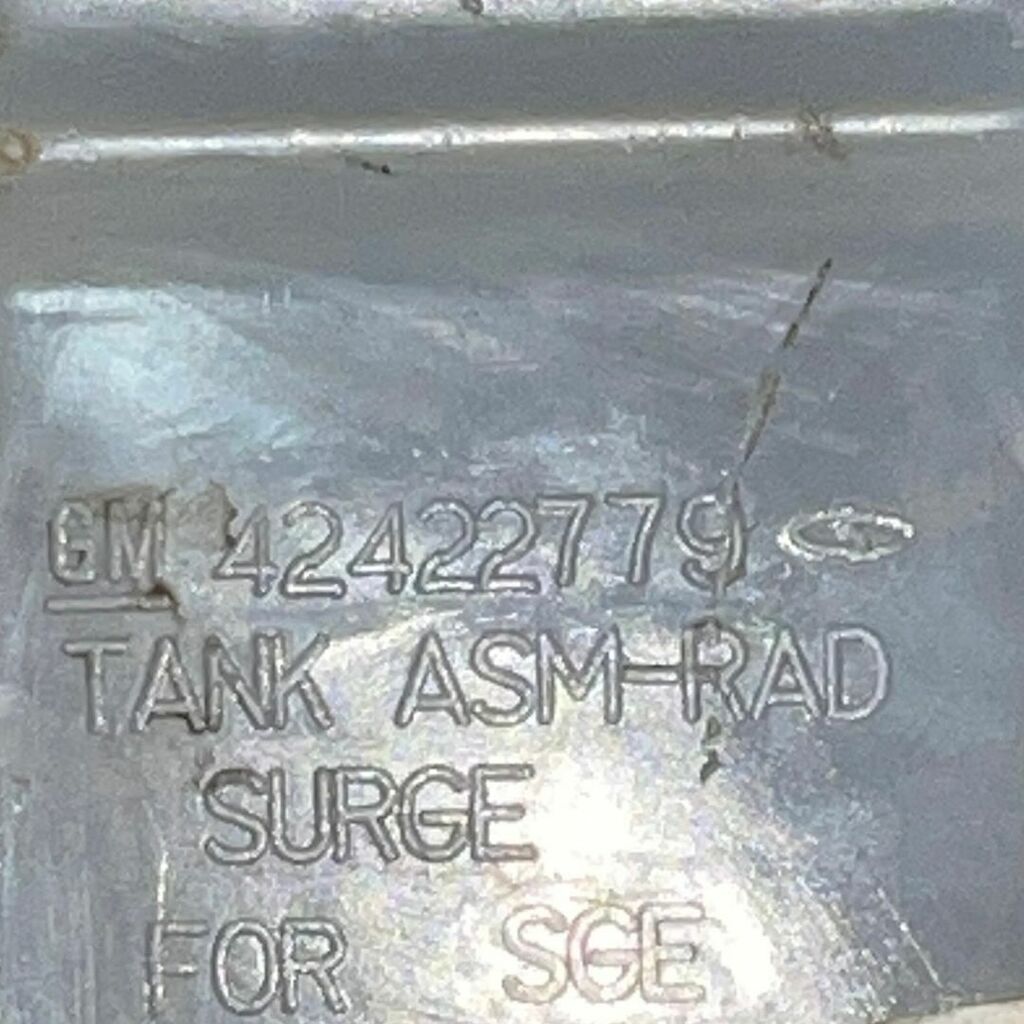 GM 42422779
TANK ASM-RAD
SURGE
FOR SGE